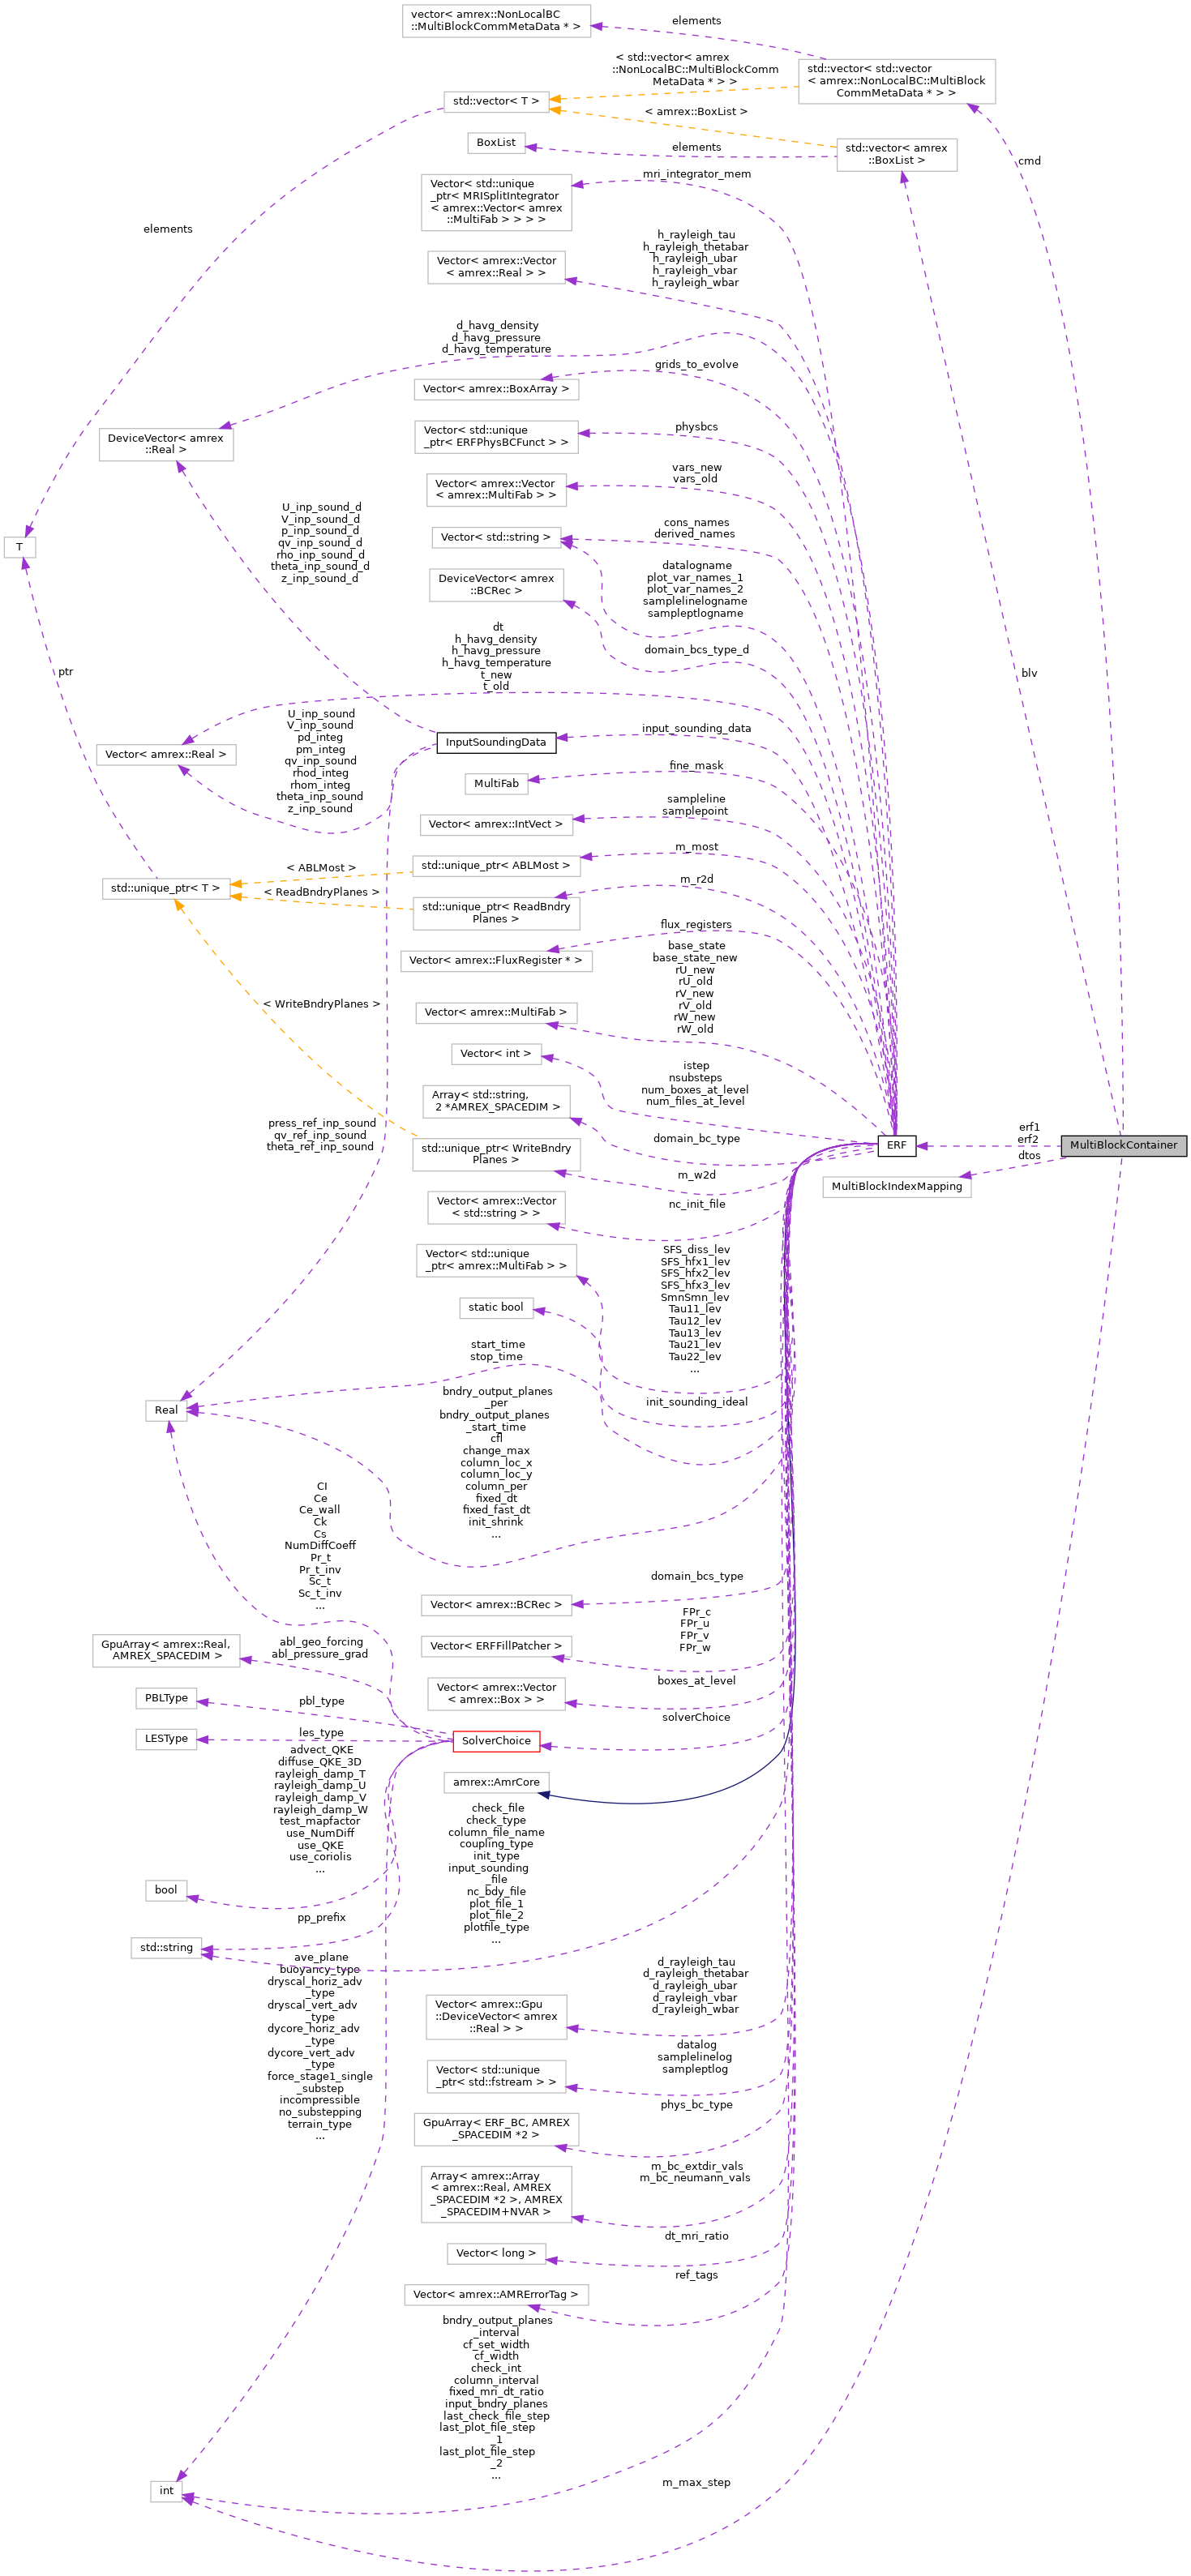 vector< amrex::NonLocalBC
::MultiBlockCommMetaData * >
elements
< std::vector< amrex
::NonLocalBC::MultiBlockComm
MetaData * > >
std::vector< std::vector
< amrex::NonLocalBC::MultiBlock
CommMetaData * > >
std::vector< T >
< amrex::BoxList >
BoxList
elements
std::vector< amrex
::BoxList >
cmd
mri_integrator_mem
Vector< std::unique
_ptr< MRISplitIntegrator
< amrex::Vector< amrex
::MultiFab > > > >
elements
h_rayleigh_tau
h_rayleigh_thetabar
h_rayleigh_ubar
h_rayleigh_vbar
h_rayleigh_wbar
Vector< amrex::Vector
< amrex::Real > >
d_havg_density
d_havg_pressure
d_havg_temperature
grids_to_evolve
Vector< amrex::BoxArray >
DeviceVector< amrex
::Real >
Vector< std::unique
_ptr< ERFPhysBCFunct > >
physbcs
vars_new
vars_old
Vector< amrex::Vector
< amrex::MultiFab > >
U_inp_sound_d
V_inp_sound_d
p_inp_sound_d
qv_inp_sound_d
rho_inp_sound_d
theta_inp_sound_d
z_inp_sound_d
Vector< std::string >
cons_names
derived_names
T
DeviceVector< amrex
::BCRec >
datalogname
plot_var_names_1
plot_var_names_2
samplelinelogname
sampleptlogname
dt
h_havg_density
h_havg_pressure
h_havg_temperature
t_new
t_old
domain_bcs_type_d
ptr
blv
U_inp_sound
V_inp_sound
pd_integ
pm_integ
qv_inp_sound
rhod_integ
rhom_integ
theta_inp_sound
z_inp_sound
Vector< amrex::Real >
InputSoundingData
input_sounding_data
MultiFab
fine_mask
Vector< amrex::IntVect >
sampleline
samplepoint
std::unique_ptr< T >
< ABLMost >
std::unique_ptr< ABLMost >
m_most
< ReadBndryPlanes >
std::unique_ptr< ReadBndry
Planes >
m_r2d
Vector< amrex::FluxRegister * >
flux_registers
< WriteBndryPlanes >
Vector< amrex::MultiFab >
base_state
base_state_new
rU_new
rU_old
rV_new
rV_old
rW_new
rW_old
Vector< int >
istep
nsubsteps
num_boxes_at_level
num_files_at_level
Array< std::string,
2 *AMREX_SPACEDIM >
domain_bc_type
press_ref_inp_sound
qv_ref_inp_sound
theta_ref_inp_sound
std::unique_ptr< WriteBndry
Planes >
m_w2d
ERF
erf1
erf2
MultiBlockContainer
dtos
MultiBlockIndexMapping
Vector< amrex::Vector
< std::string > >
nc_init_file
Vector< std::unique
_ptr< amrex::MultiFab > >
SFS_diss_lev
SFS_hfx1_lev
SFS_hfx2_lev
SFS_hfx3_lev
SmnSmn_lev
Tau11_lev
Tau12_lev
Tau13_lev
Tau21_lev
Tau22_lev
...
static bool
init_sounding_ideal
start_time
stop_time
Real
bndry_output_planes
_per
bndry_output_planes
_start_time
cfl
change_max
column_loc_x
column_loc_y
column_per
fixed_dt
fixed_fast_dt
init_shrink
...
CI
Ce
Ce_wall
Ck
Cs
NumDiffCoeff
Pr_t
Pr_t_inv
Sc_t
Sc_t_inv
...
Vector< amrex::BCRec >
domain_bcs_type
Vector< ERFFillPatcher >
FPr_c
FPr_u
FPr_v
FPr_w
GpuArray< amrex::Real,
AMREX_SPACEDIM >
abl_geo_forcing
abl_pressure_grad
Vector< amrex::Vector
< amrex::Box > >
boxes_at_level
PBLType
pbl_type
LESType
les_type
SolverChoice
solverChoice
advect_QKE
diffuse_QKE_3D
rayleigh_damp_T
rayleigh_damp_U
rayleigh_damp_V
rayleigh_damp_W
test_mapfactor
use_NumDiff
use_QKE
use_coriolis
...
amrex::AmrCore
check_file
check_type
column_file_name
coupling_type
init_type
input_sounding
_file
nc_bdy_file
plot_file_1
plot_file_2
plotfile_type
...
bool
pp_prefix
std::string
ave_plane
buoyancy_type
dryscal_horiz_adv
_type
dryscal_vert_adv
_type
dycore_horiz_adv
_type
dycore_vert_adv
_type
force_stage1_single
_substep
incompressible
no_substepping
terrain_type
...
Vector< amrex::Gpu
::DeviceVector< amrex
::Real > >
d_rayleigh_tau
d_rayleigh_thetabar
d_rayleigh_ubar
d_rayleigh_vbar
d_rayleigh_wbar
Vector< std::unique
_ptr< std::fstream > >
datalog
samplelinelog
sampleptlog
GpuArray< ERF_BC, AMREX
_SPACEDIM *2 >
phys_bc_type
Array< amrex::Array
< amrex::Real, AMREX
_SPACEDIM *2 >, AMREX
_SPACEDIM+NVAR >
m_bc_extdir_vals
m_bc_neumann_vals
Vector< long >
dt_mri_ratio
Vector< amrex::AMRErrorTag >
ref_tags
bndry_output_planes
_interval
cf_set_width
cf_width
check_int
column_interval
fixed_mri_dt_ratio
input_bndry_planes
last_check_file_step
last_plot_file_step
_1
last_plot_file_step
_2
...
int
m_max_step